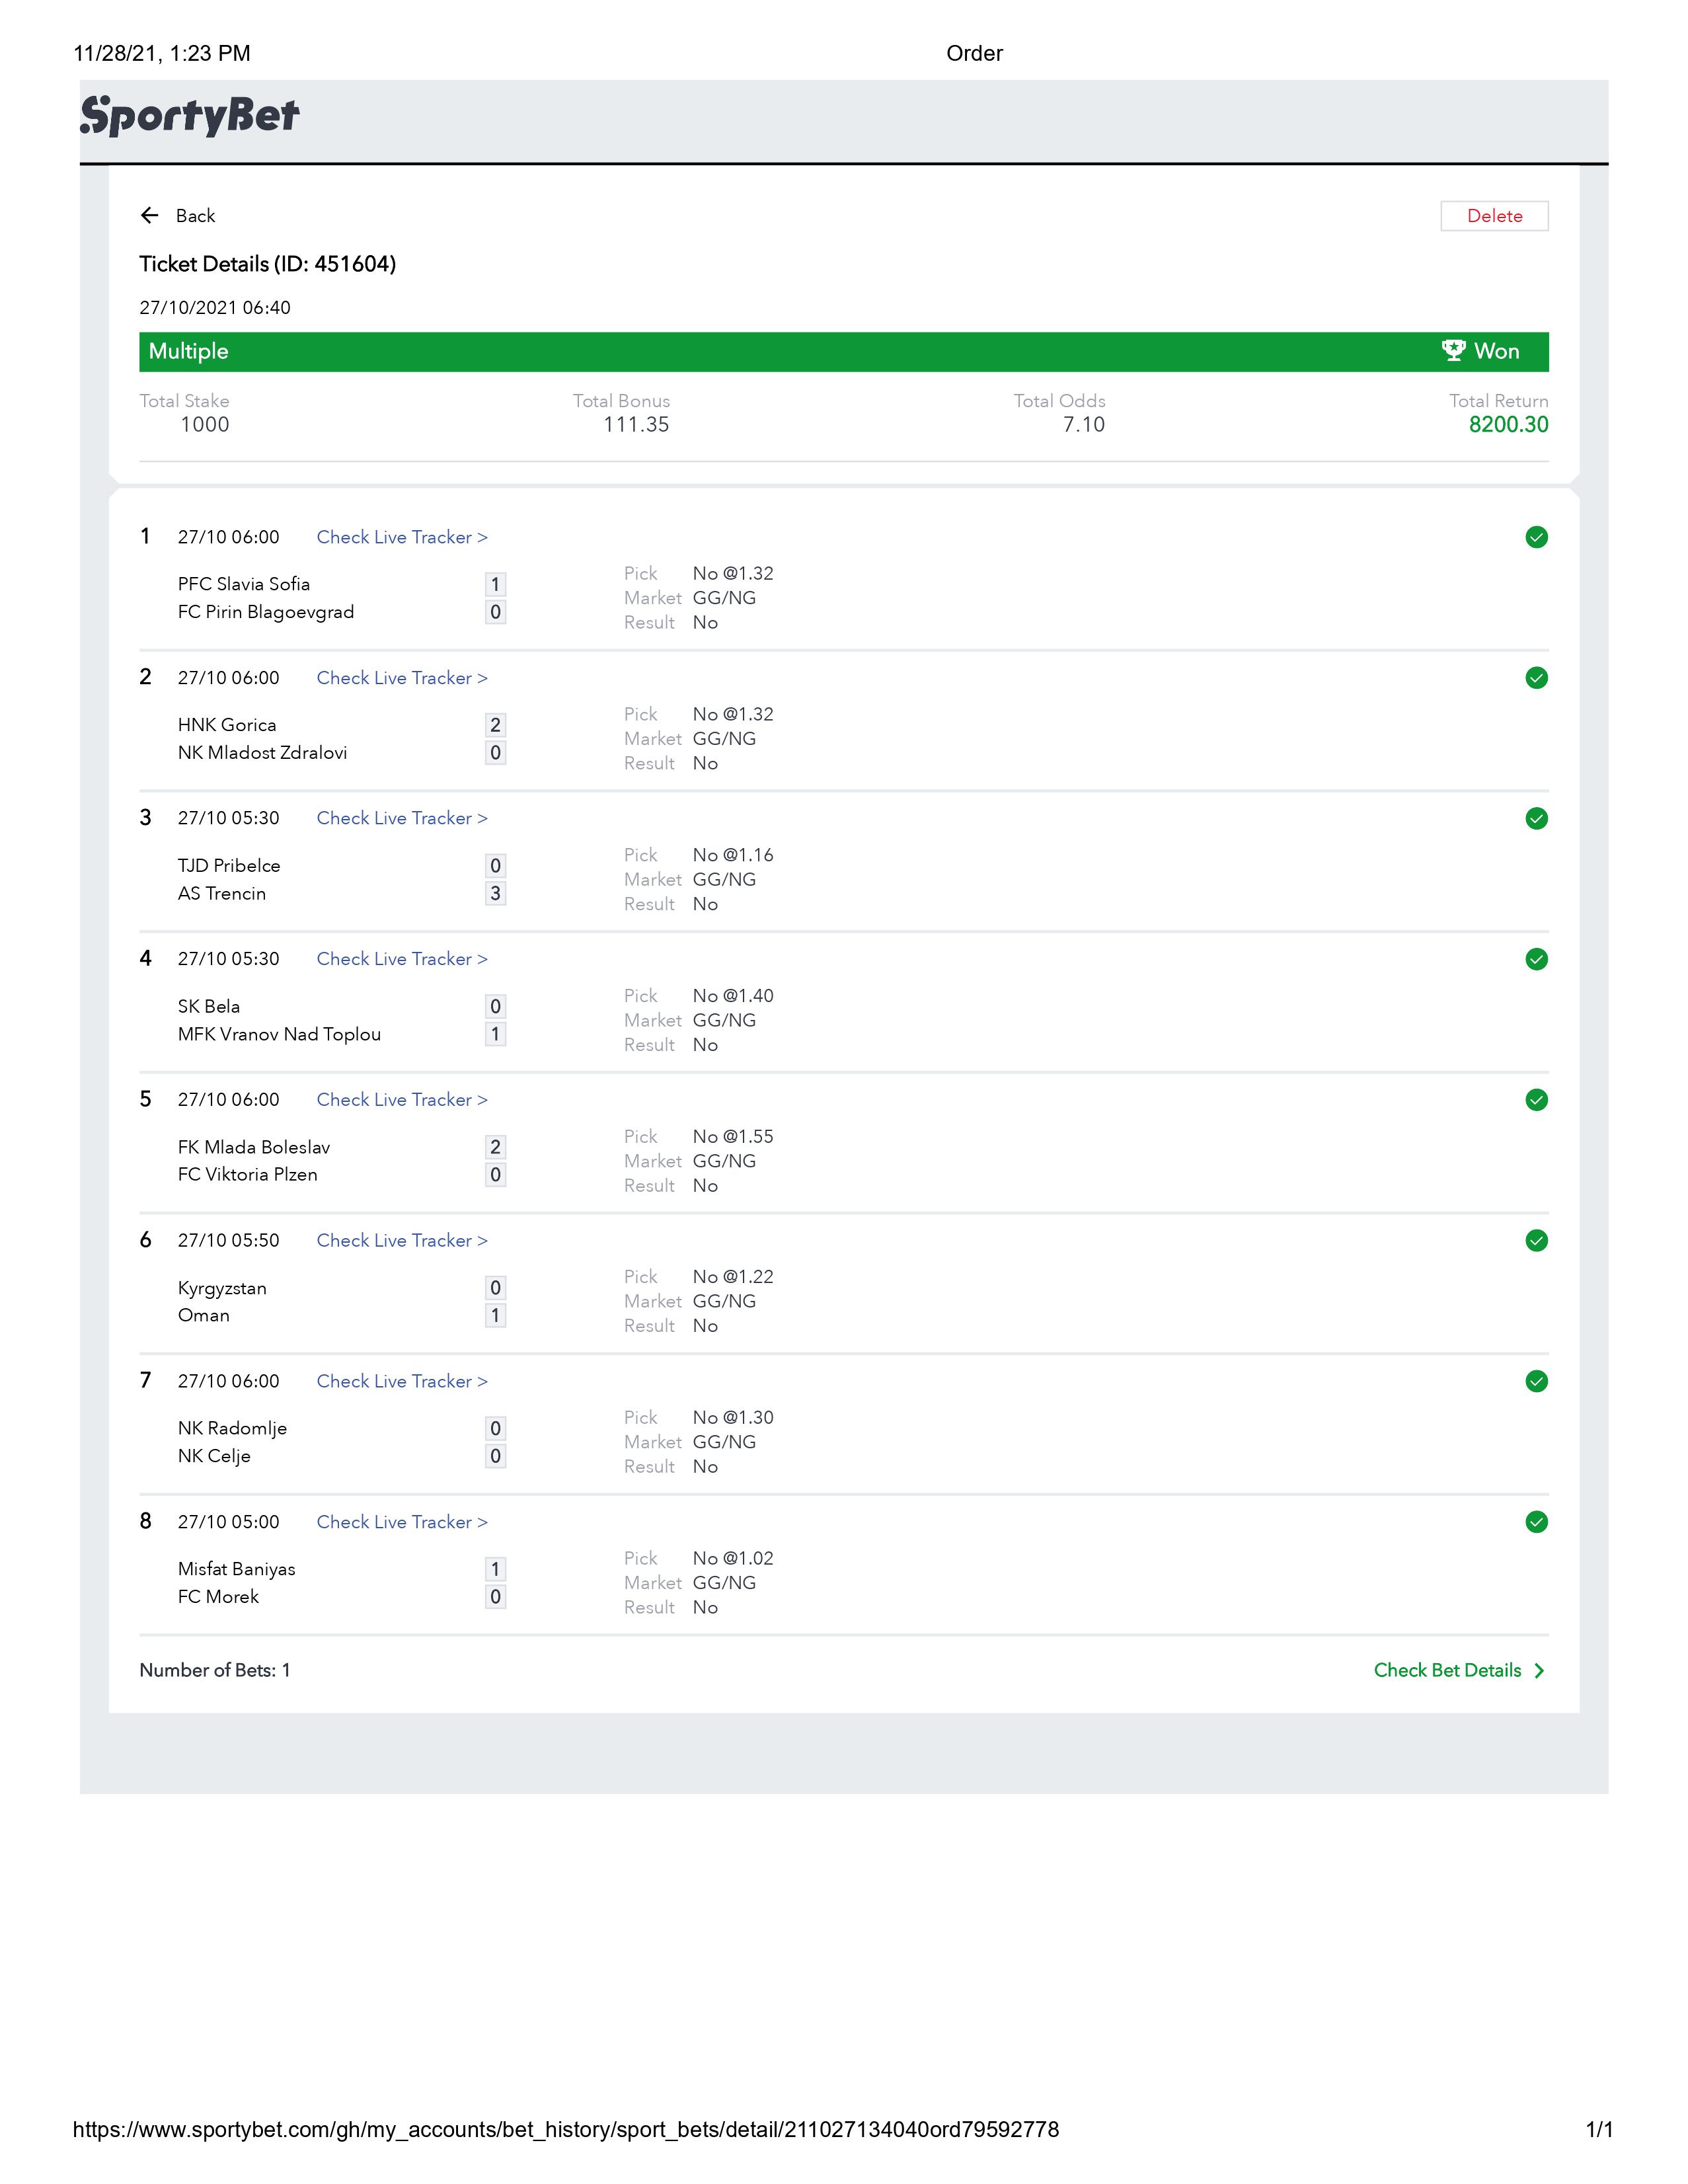 11/28/21, 1:23 PM Order
SportyBet
← Back Delete
Ticket Details (ID: 451604)
27/10/2021 06:40
Multiple Won
Total Stake Total Bonus Total Odds Total Return
1000 111.35 7.10 8200.30
1 27/10 06:00 Check Live Tracker >
Pick No @1.32
PFC Slavia Sofia 1
Market GG/NG
FC Pirin Blagoevgrad 0
Result No
2 27/10 06:00 Check Live Tracker >
Pick No @1.32
HNK Gorica 2
Market GG/NG
NK Mladost Zdralovi 0
Result No
3 27/10 05:30 Check Live Tracker >
Pick No @1.16
TJD Pribelce 0
Market GG/NG
AS Trencin 3
Result No
4 27/10 05:30 Check Live Tracker >
Pick No @1.40
SK Bela 0
Market GG/NG
MFK Vranov Nad Toplou 1
Result No
5 27/10 06:00 Check Live Tracker >
Pick No @1.55
FK Mlada Boleslav 2
Market GG/NG
FC Viktoria Plzen 0
Result No
6 27/10 05:50 Check Live Tracker >
Pick No @1.22
Kyrgyzstan 0
Market GG/NG
Oman 1
Result No
7 27/10 06:00 Check Live Tracker >
Pick No @1.30
NK Radomlje 0
Market GG/NG
NK Celje 0
Result No
8 27/10 05:00 Check Live Tracker >
Pick No @1.02
Misfat Baniyas 1
Market GG/NG
FC Morek 0
Result No
Number of Bets: 1 Check Bet Details >
https://www.sportybet.com/gh/my_accounts/bet_history/sport_bets/detail/211027134040ord79592778 1/1